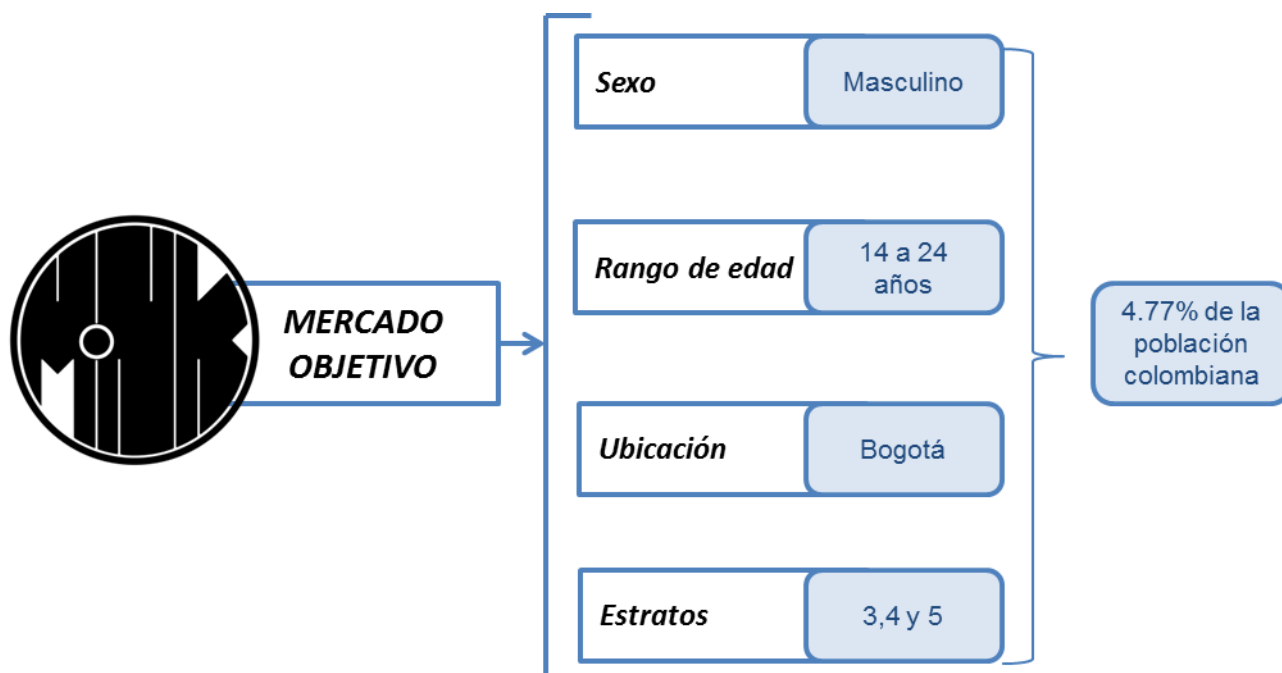 MERCADO
OBJETIVO
Sexo
Masculino
Rango de edad
14 a 24
años
Ubicación
Bogotá
Estratos
3,4 y 5
4.77% de la
población
colombiana